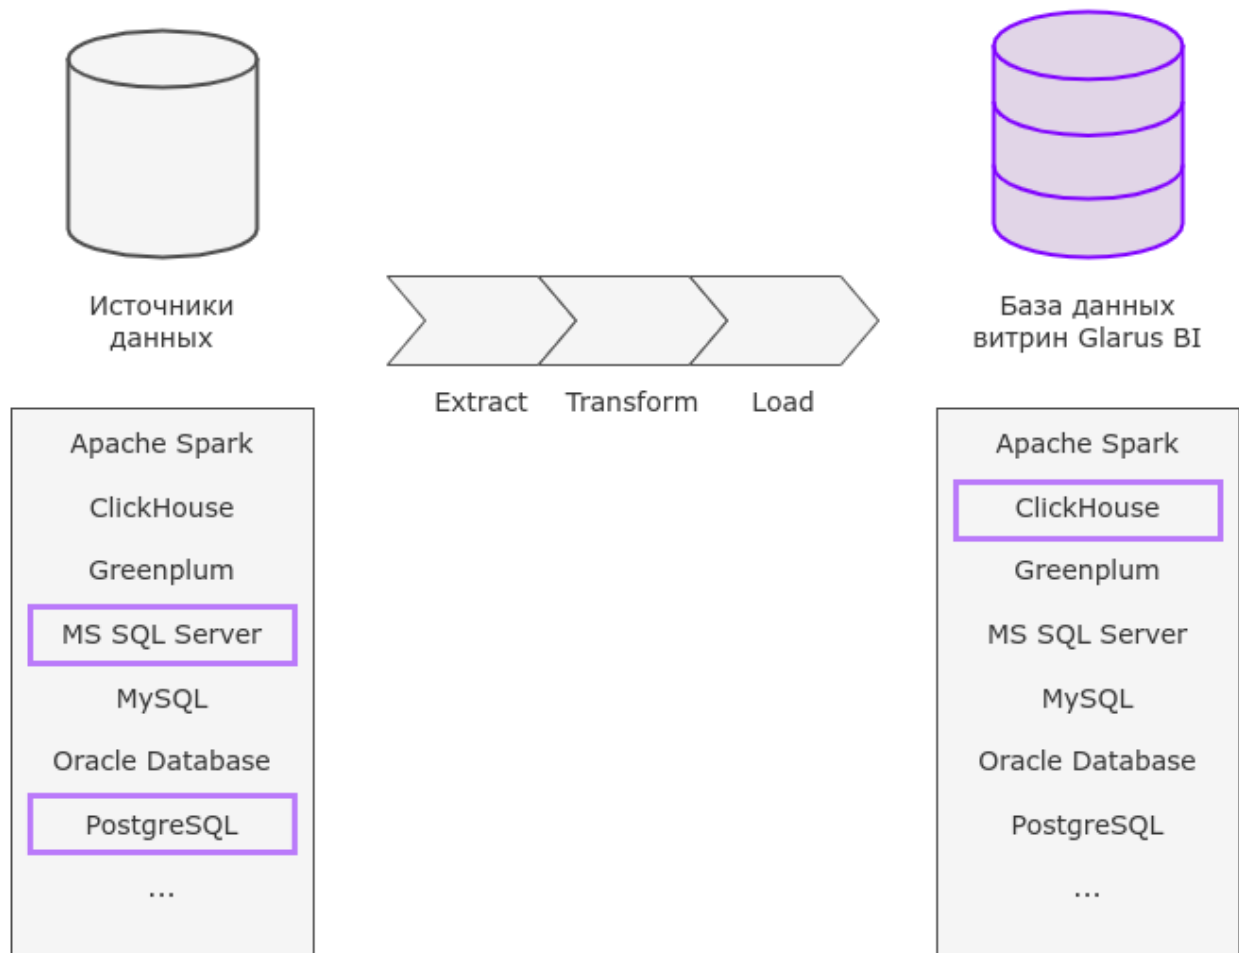 Источники
данных
Extract
Transform
Load
База данных
витрин Glarus BI
Apache Spark
ClickHouse
Greenplum
MS SQL Server
MySQL
Oracle Database
PostgreSQL
...
Apache Spark
ClickHouse
Greenplum
MS SQL Server
MySQL
Oracle Database
PostgreSQL
...